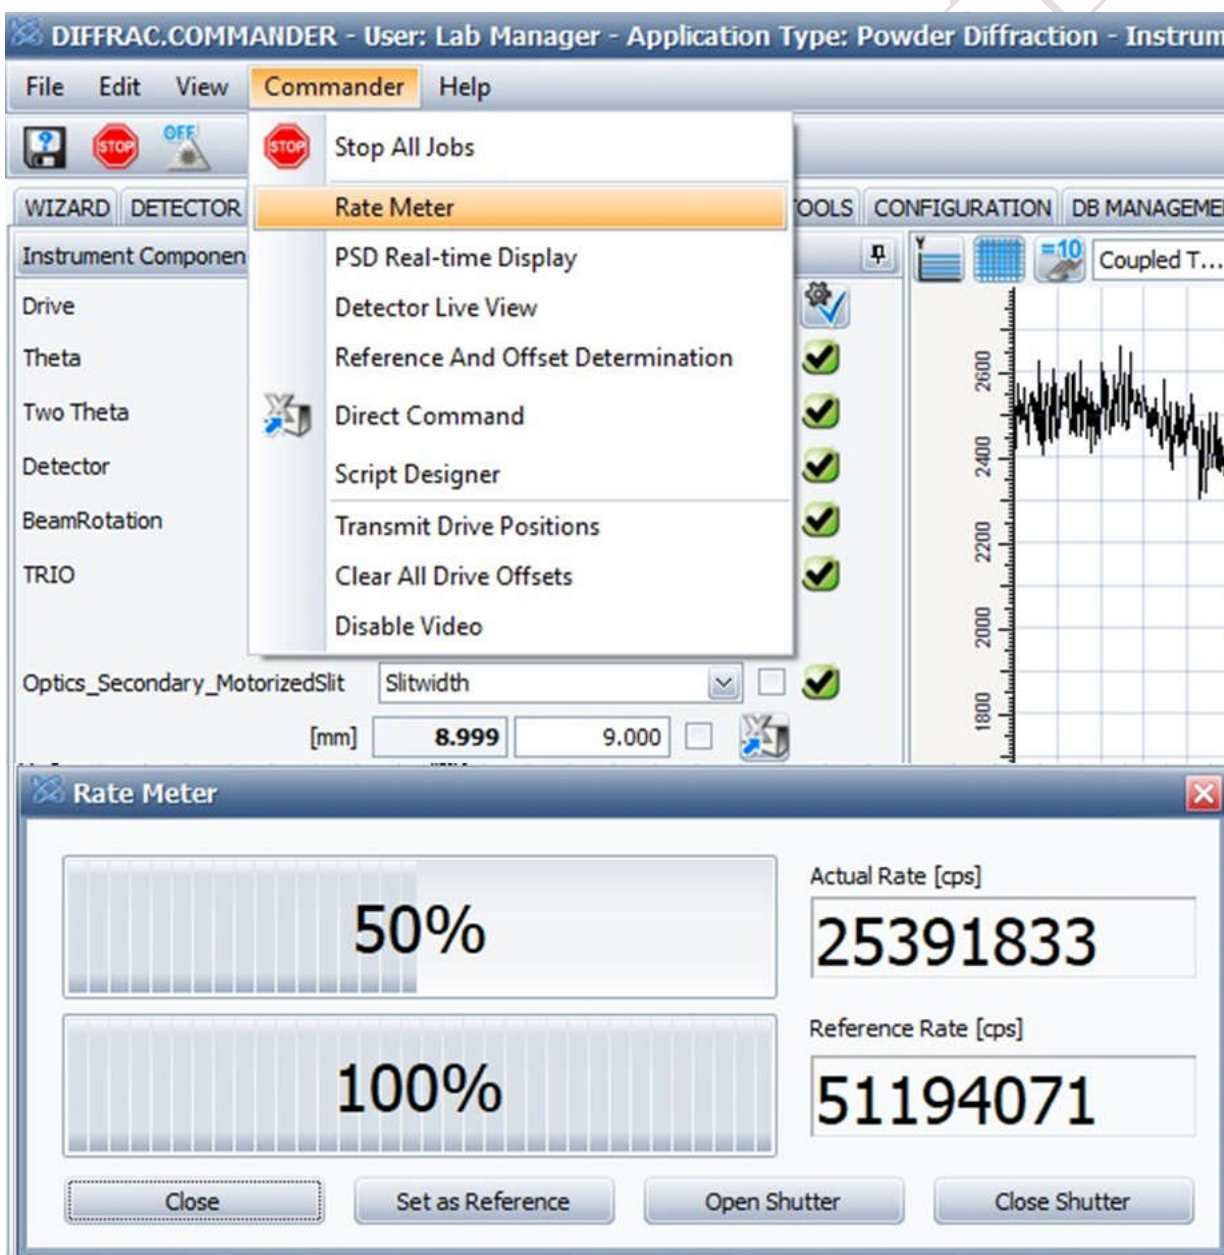 DIFFRAC.COMMANDER - User: Lab Manager - Application Type: Powder Diffraction - Instrum
File Edit View Commander Help
STOP OFF STOP Stop All Jobs
WIZARD DETECTOR Rate Meter OOLS CONFIGURATION DB MANAGEME
Instrument Componen PSD Real-time Display Y =10 Coupled T...
Drive Detector Live View
Theta Reference And Offset Determination 2600
Two Theta Direct Command
Detector Script Designer 2400
BeamRotation Transmit Drive Positions 2200
TRIO Clear All Drive Offsets
Disable Video 2000
Optics_Secondary_MotorizedSlit Slitwidth 1800
[mm] 8.999 9.000
Rate Meter
Actual Rate [cps]
50% 25391833
Reference Rate [cps]
100% 51194071
Close Set as Reference Open Shutter Close Shutter